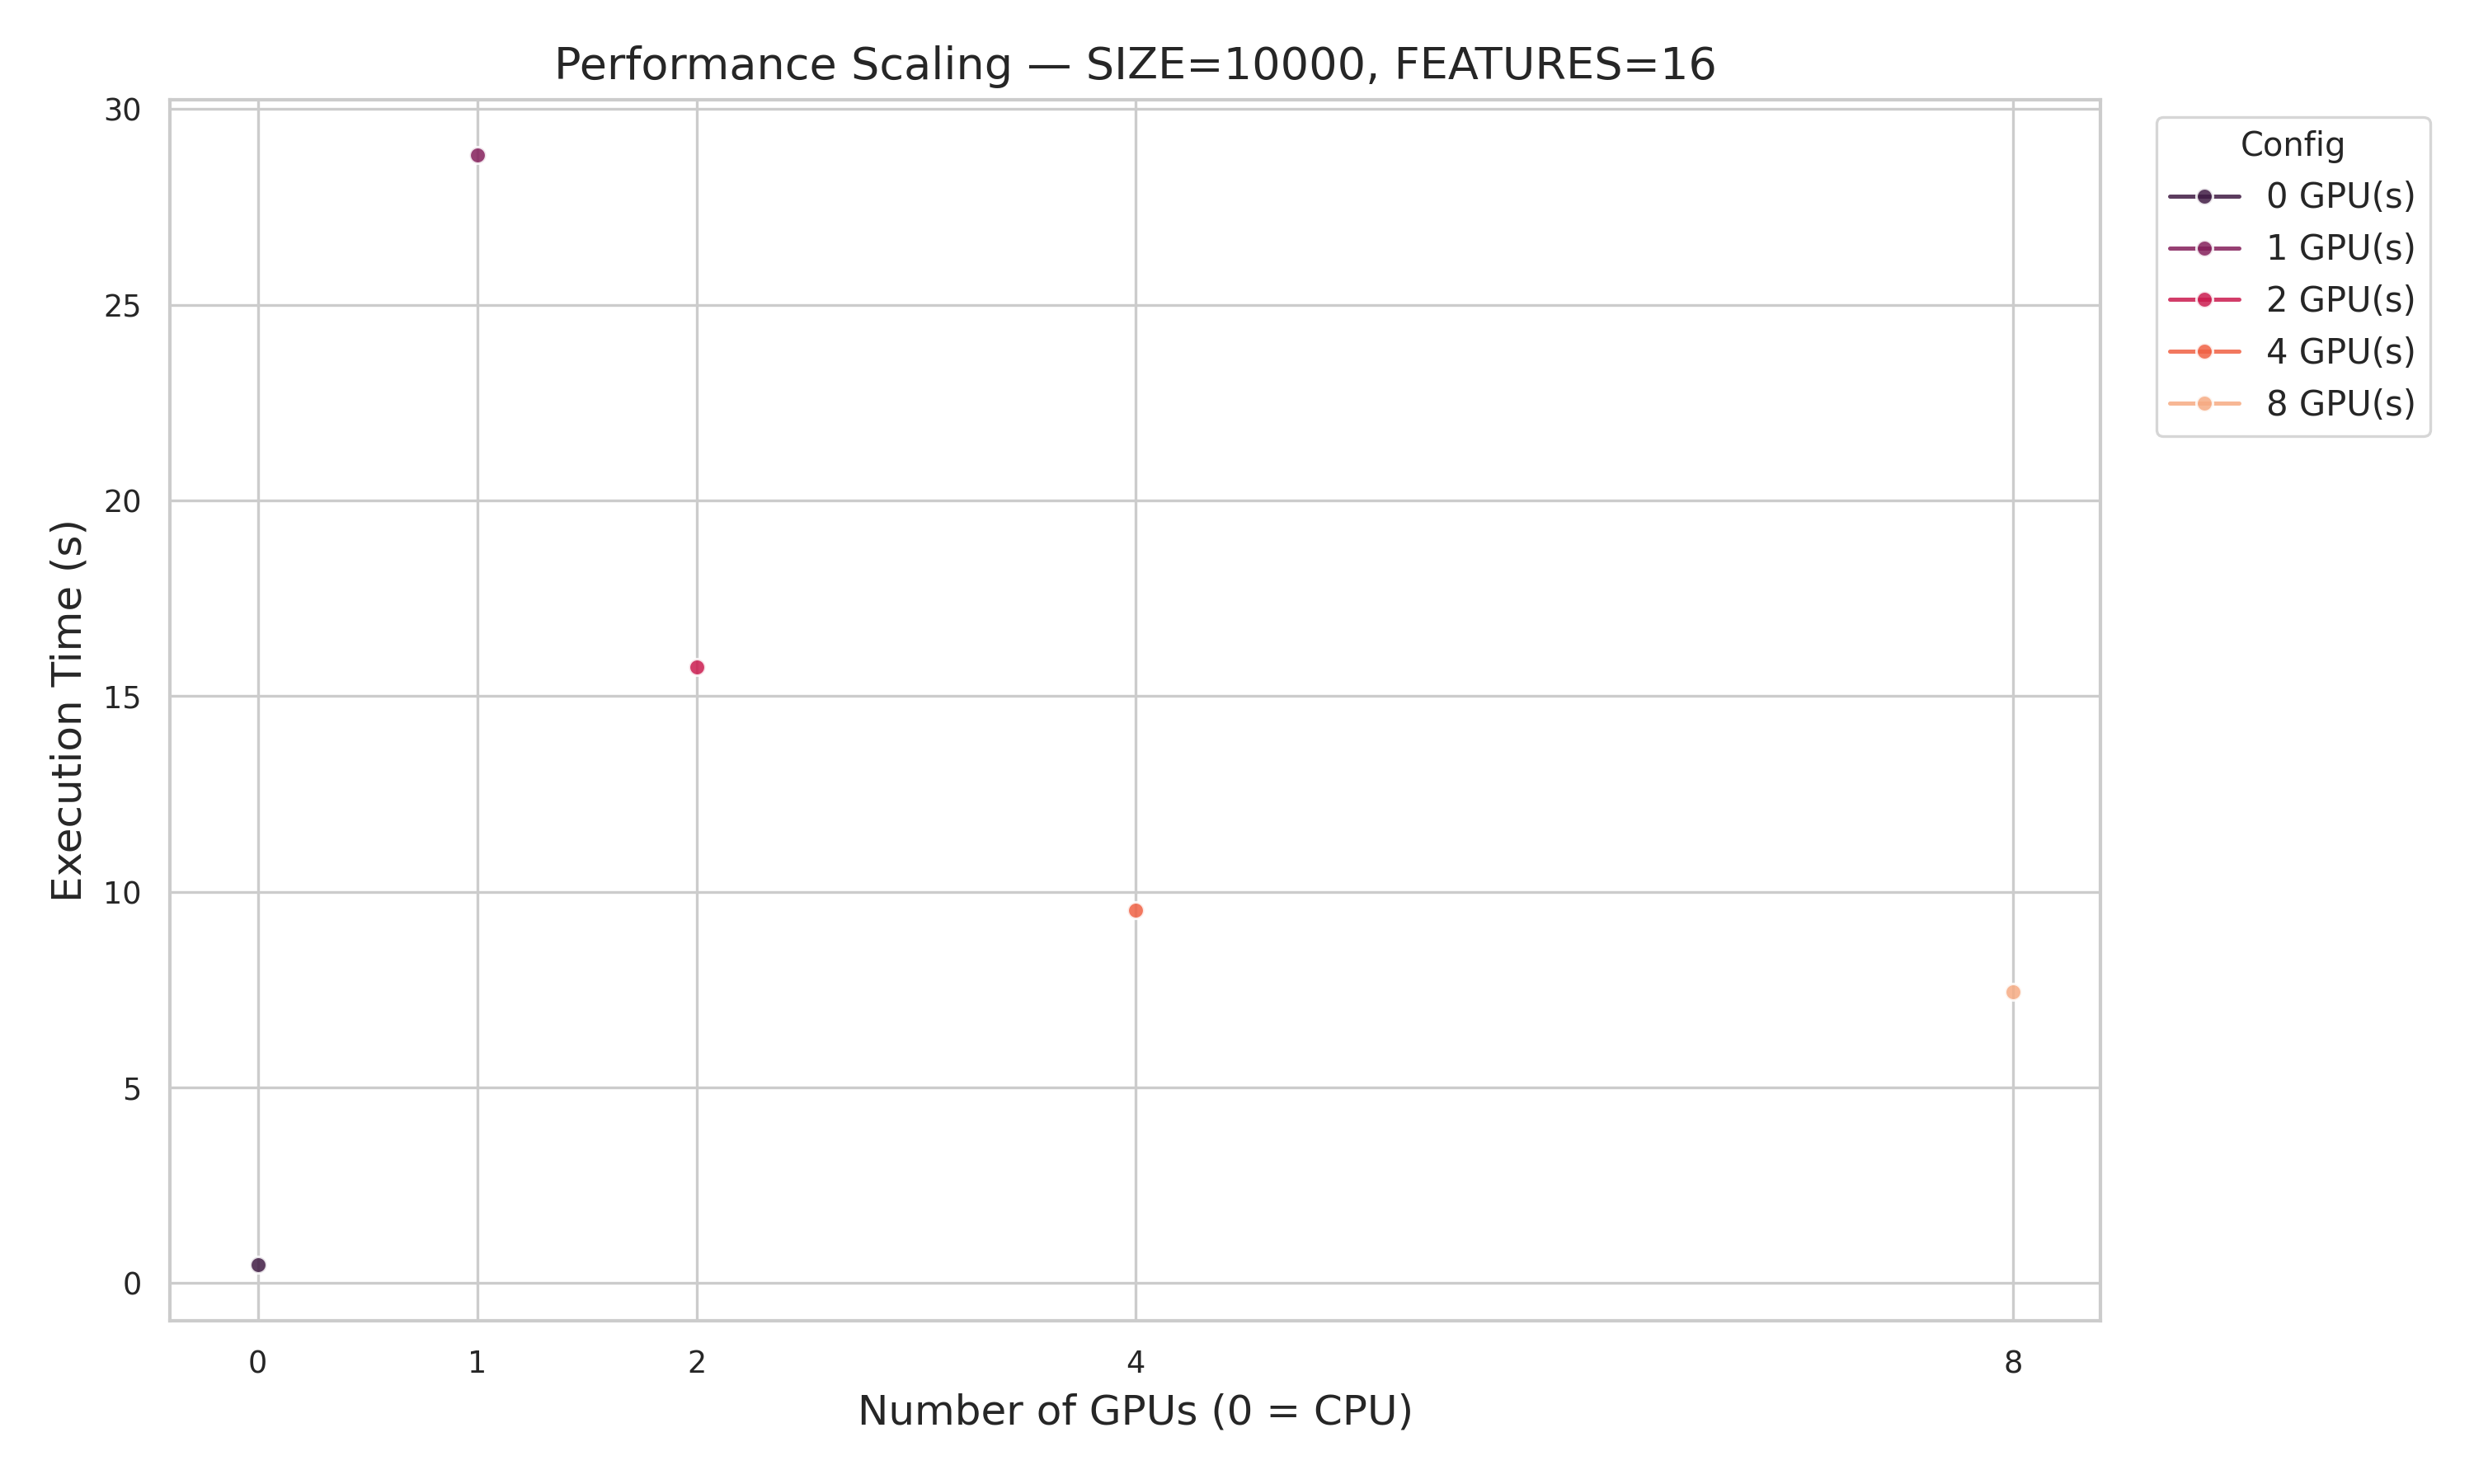 Performance Scaling — SIZE=10000, FEATURES=16
30
25
20
15
10
5
0
Execution Time (s)
0 1 2 4 8
Number of GPUs (0 = CPU)
Config
0 GPU(s)
1 GPU(s)
2 GPU(s)
4 GPU(s)
8 GPU(s)